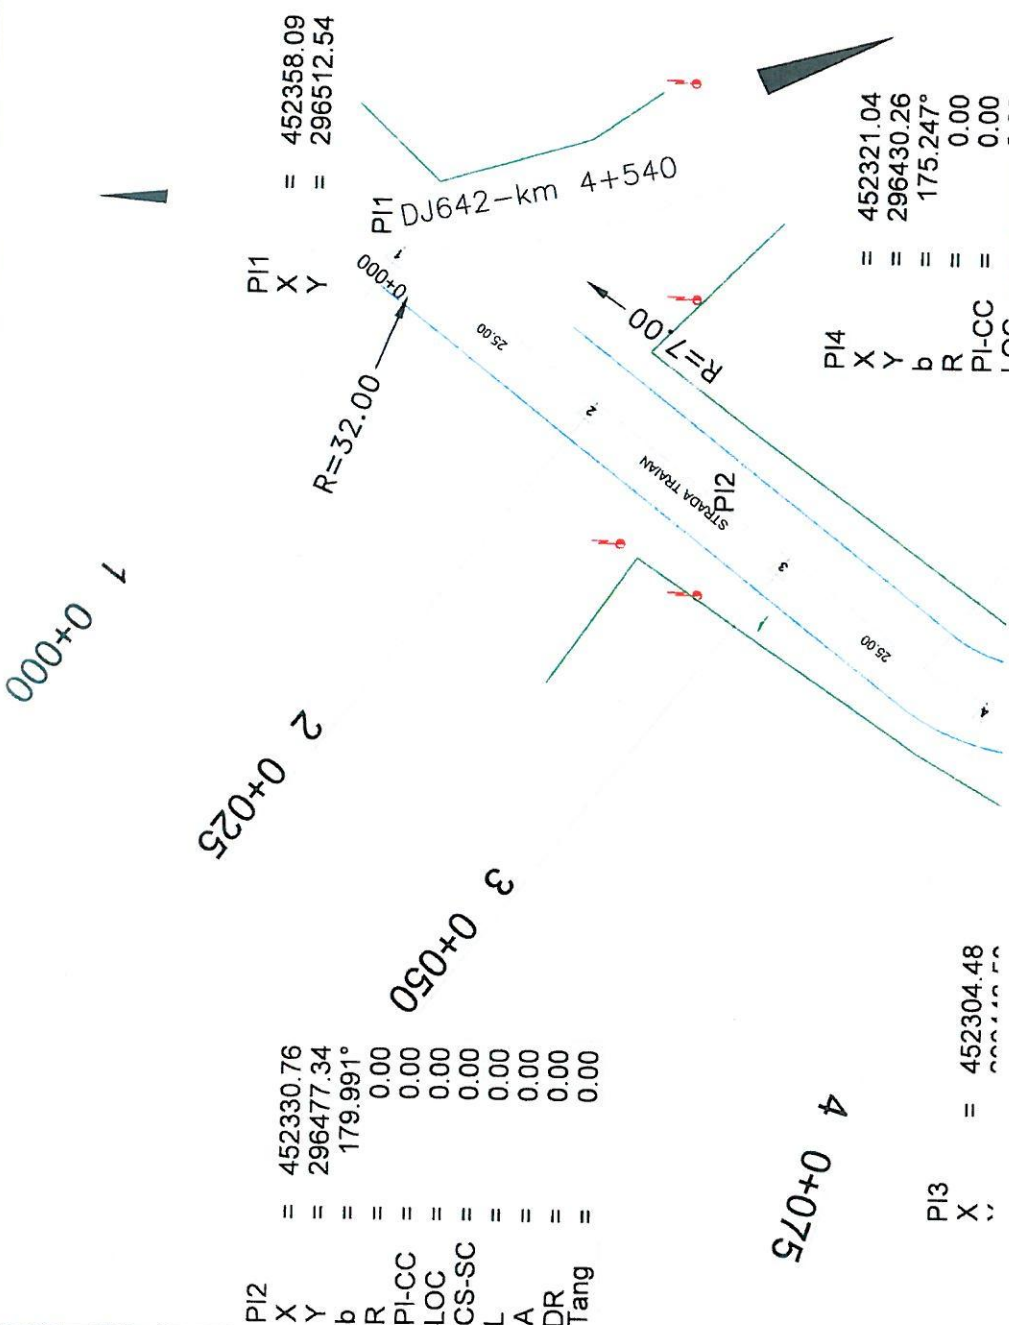 PI1
X = 452358.09
Y = 296512.54
PI1
DJ642-km 4+540
1
0+000
R=32.00
25.00
R=7.00
2
STRADA TRAIAN
PI2
3
25.00
4
PI4
X = 452321.04
Y = 296430.26
b = 175.247°
R = 0.00
PI-CC = 0.00
1 0+000
2 0+025
3 0+050
4 0+075
PI2
X = 452330.76
Y = 296477.34
b = 179.991°
R = 0.00
PI-CC = 0.00
LOC = 0.00
CS-SC = 0.00
L = 0.00
A = 0.00
DR = 0.00
Tang = 0.00
PI3
X = 452304.48